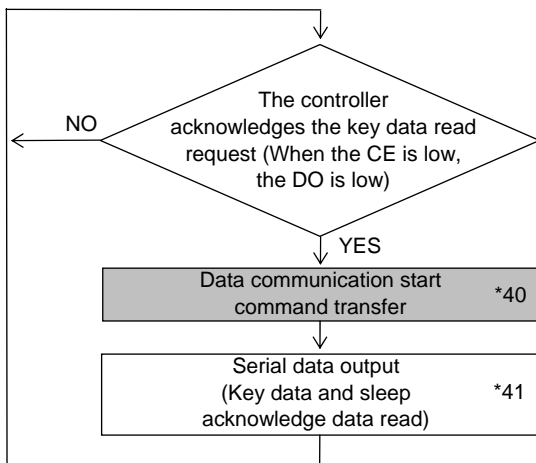 The controller
acknowledges the key data read
request (When the CE is low,
the DO is low)
NO
YES
Data communication start
command transfer
*40
Serial data output
(Key data and sleep
acknowledge data read)
*41